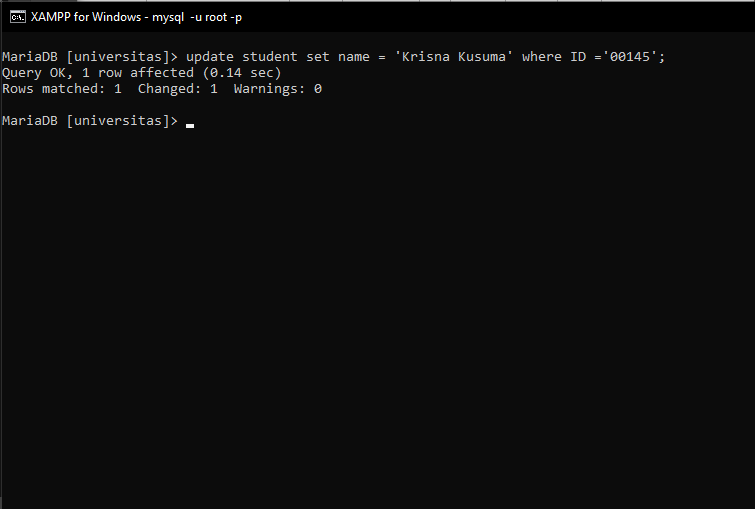 XAMPP for Windows - mysql  -u root -p
MariaDB [universitas]> update student set name = 'Krisna Kusuma' where ID ='00145';
Query OK, 1 row affected (0.14 sec)
Rows matched: 1  Changed: 1  Warnings: 0
MariaDB [universitas]>